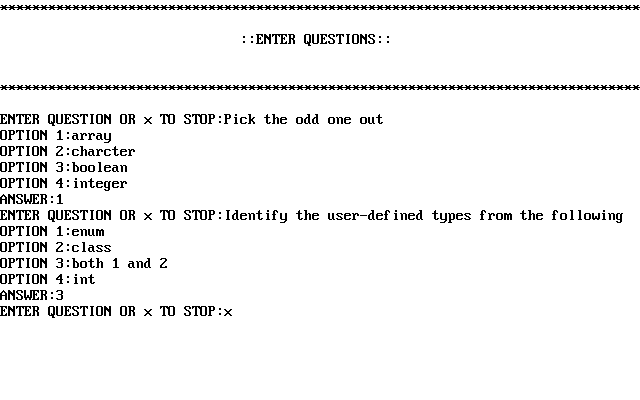 ********************************************************************************
::ENTER QUESTIONS::
********************************************************************************
ENTER QUESTION OR x TO STOP:Pick the odd one out
OPTION 1:array
OPTION 2:charcter
OPTION 3:boolean
OPTION 4:integer
ANSWER:1
ENTER QUESTION OR x TO STOP:Identify the user-defined types from the following
OPTION 1:enum
OPTION 2:class
OPTION 3:both 1 and 2
OPTION 4:int
ANSWER:3
ENTER QUESTION OR x TO STOP:x